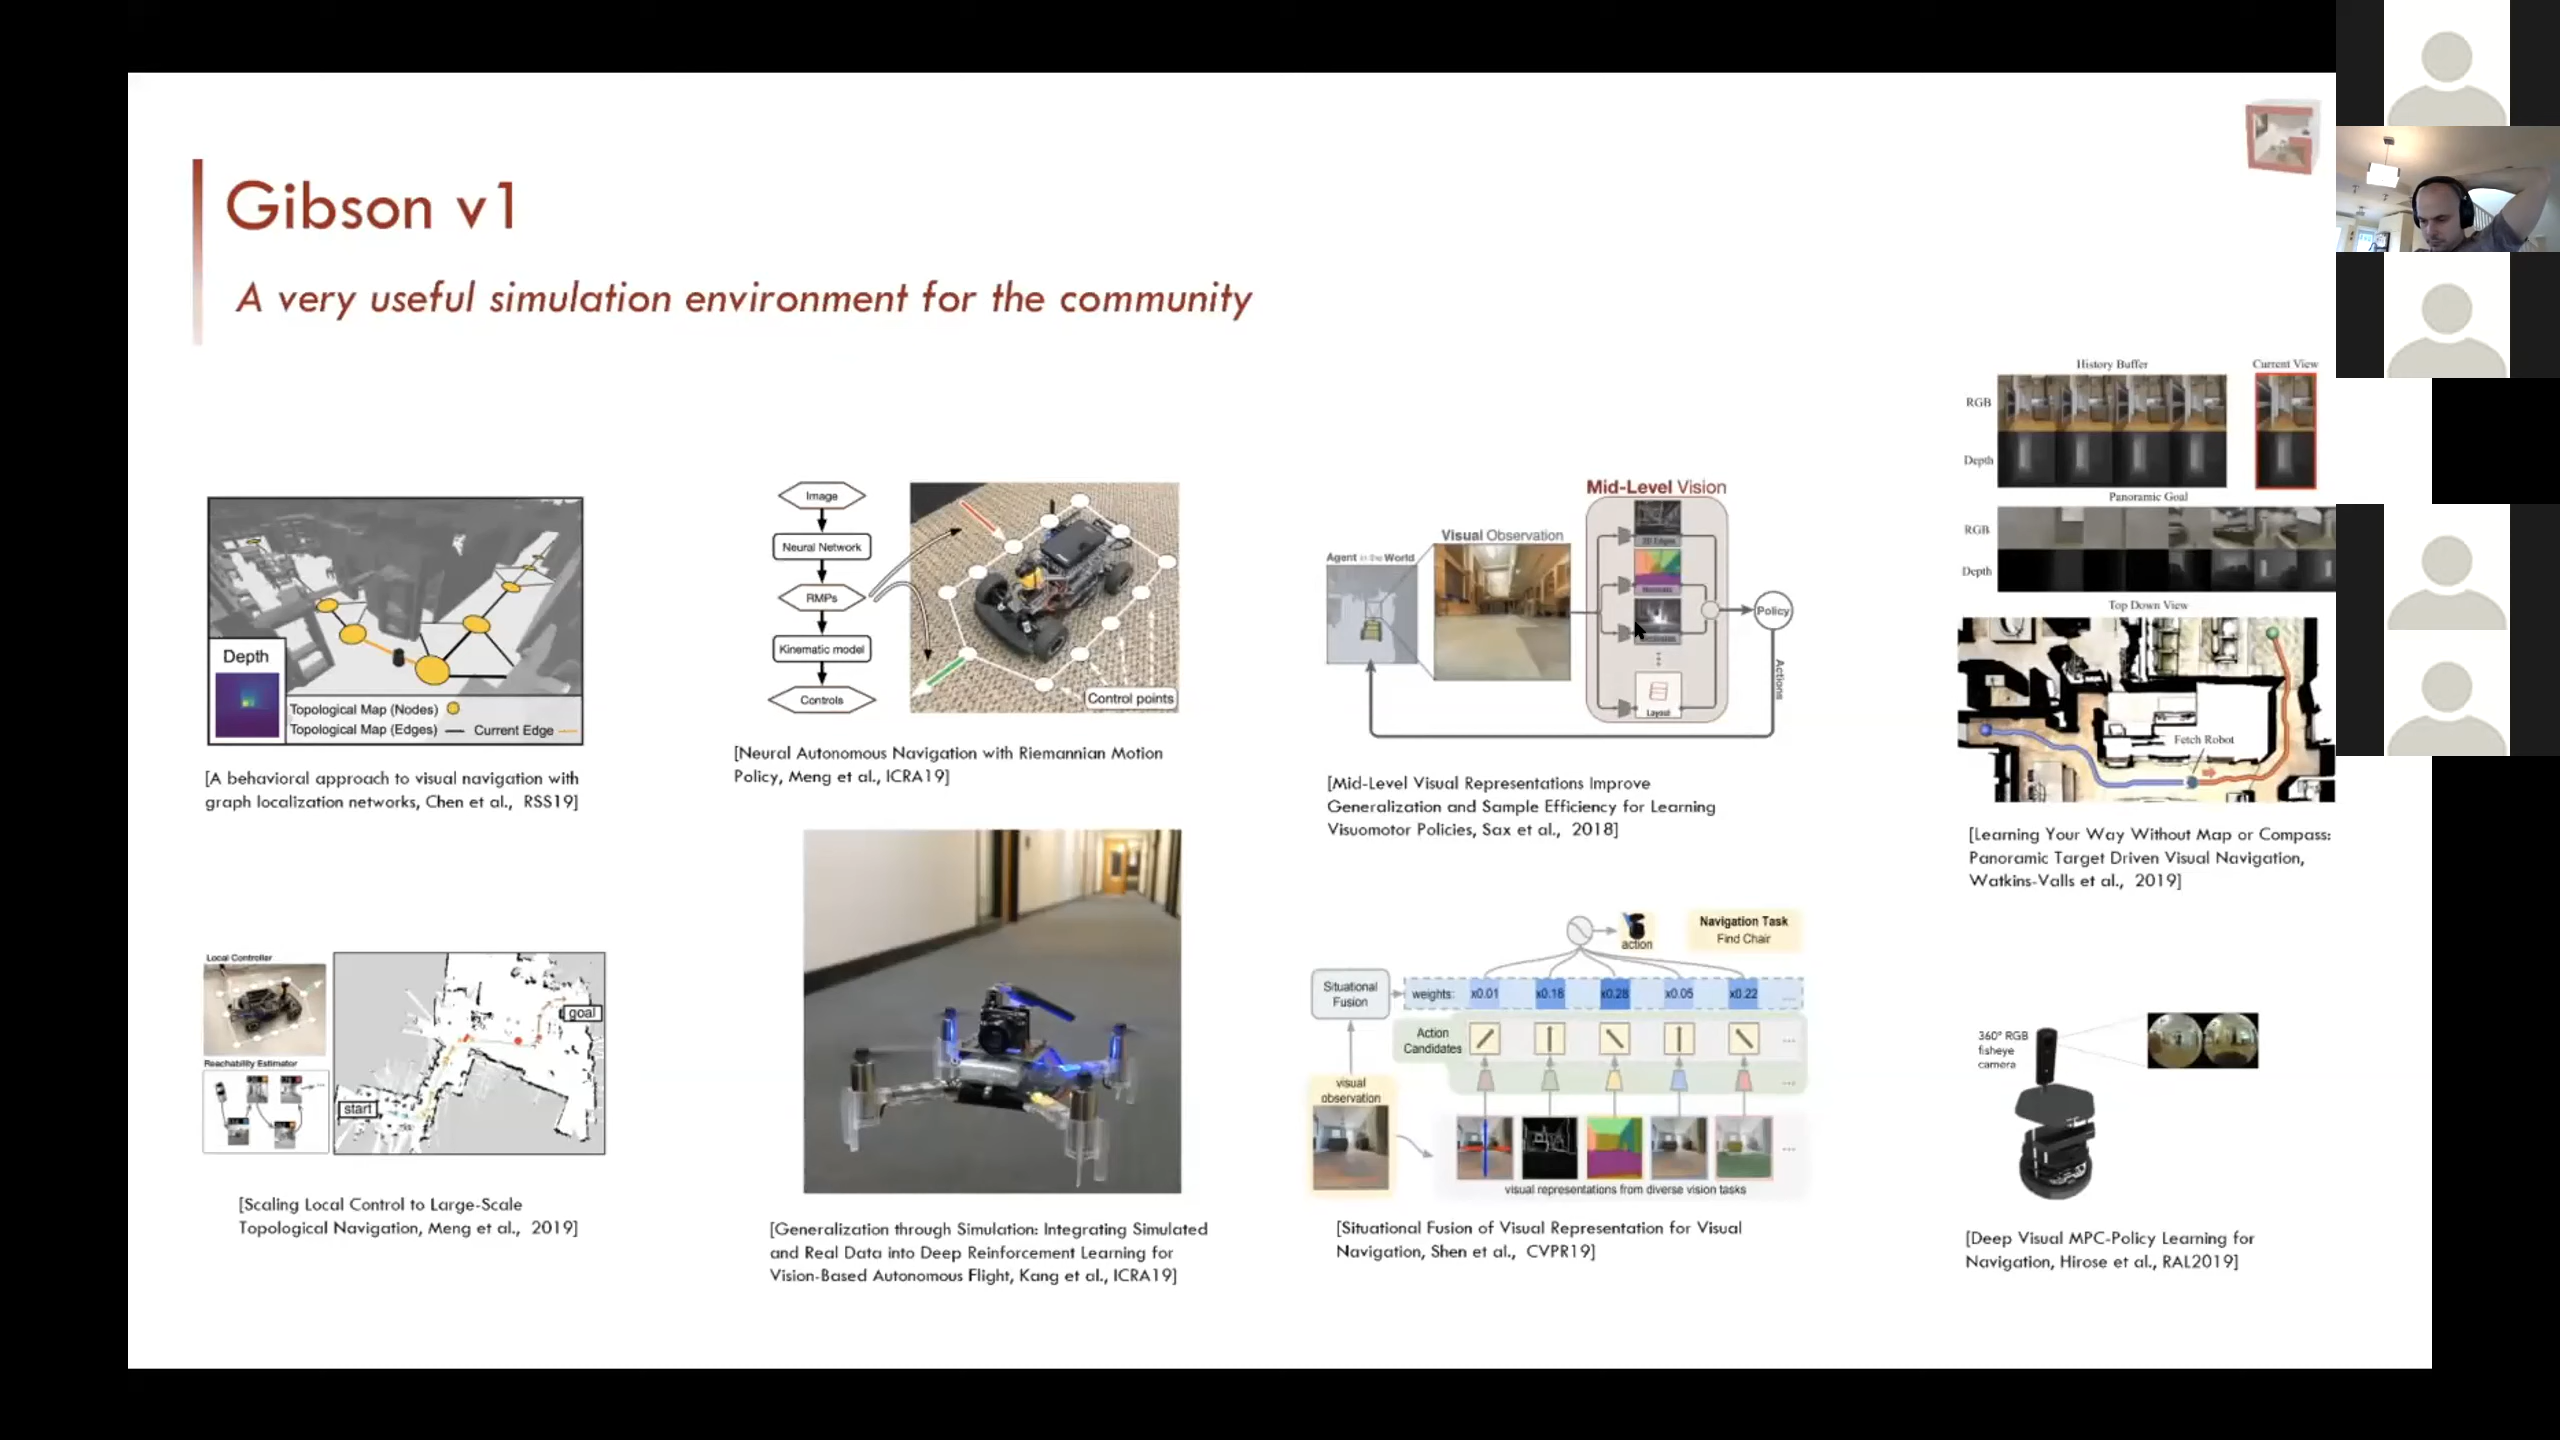 Gibson v1
A very useful simulation environment for the community
Depth
Topological Map (Nodes)
Topological Map (Edges)
Current Edge
[A behavioral approach to visual navigation with
graph localization networks, Chen et al., RSS19]
Image
Neural Network
RMPs
Kinematic model
Controls
Control points
[Neural Autonomous Navigation with Riemannian Motion
Policy, Meng et al., ICRA19]
Mid-Level Vision
Visual Observation
Agent in the World
2D Edges
Layout
Policy
Actions
[Mid-Level Visual Representations Improve
Generalization and Sample Efficiency for Learning
Visuomotor Policies, Sax et al., 2018]
History Buffer
Current View
RGB
Depth
Panoramic Goal
RGB
Depth
Top Down View
Fetch Robot
[Learning Your Way Without Map or Compass:
Panoramic Target Driven Visual Navigation,
Watkins-Valls et al., 2019]
Local Controller
Reachability Estimator
start
goal
[Scaling Local Control to Large-Scale
Topological Navigation, Meng et al., 2019]
[Generalization through Simulation: Integrating Simulated
and Real Data into Deep Reinforcement Learning for
Vision-Based Autonomous Flight, Kang et al., ICRA19]
action
Navigation Task
Find Chair
Situational
Fusion
weights: x0.01 x0.18 x0.28 x0.05 x0.22 ...
Action
Candidates
...
...
visual
observation
...
visual representations from diverse vision tasks
[Situational Fusion of Visual Representation for Visual
Navigation, Shen et al., CVPR19]
360° RGB
fisheye
camera
[Deep Visual MPC-Policy Learning for
Navigation, Hirose et al., RAL2019]